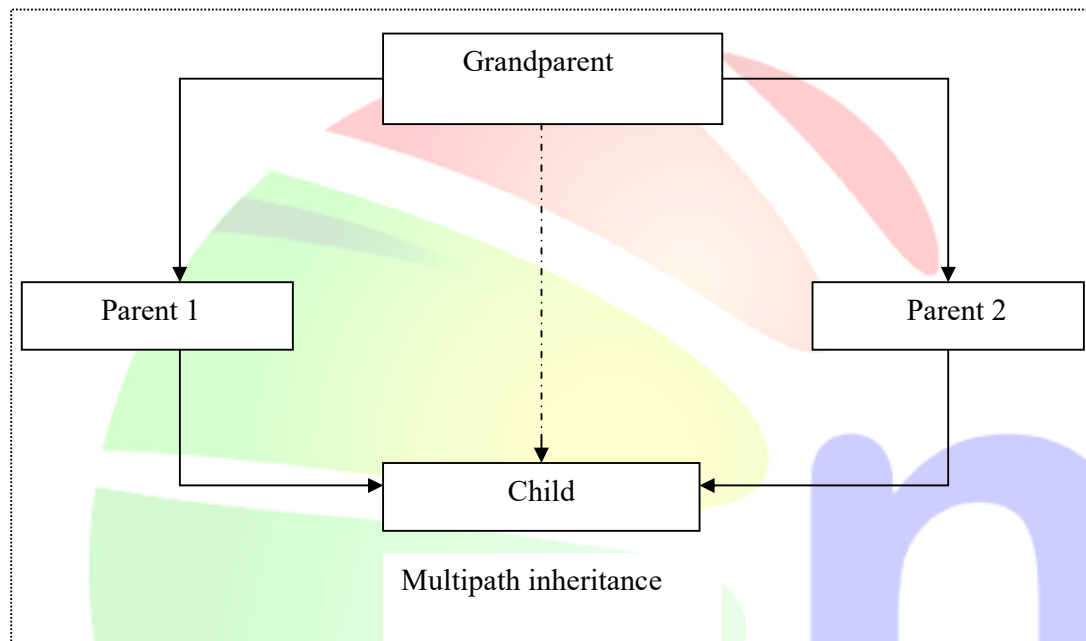 Grandparent
Parent 1
Parent 2
Child
Multipath inheritance
n